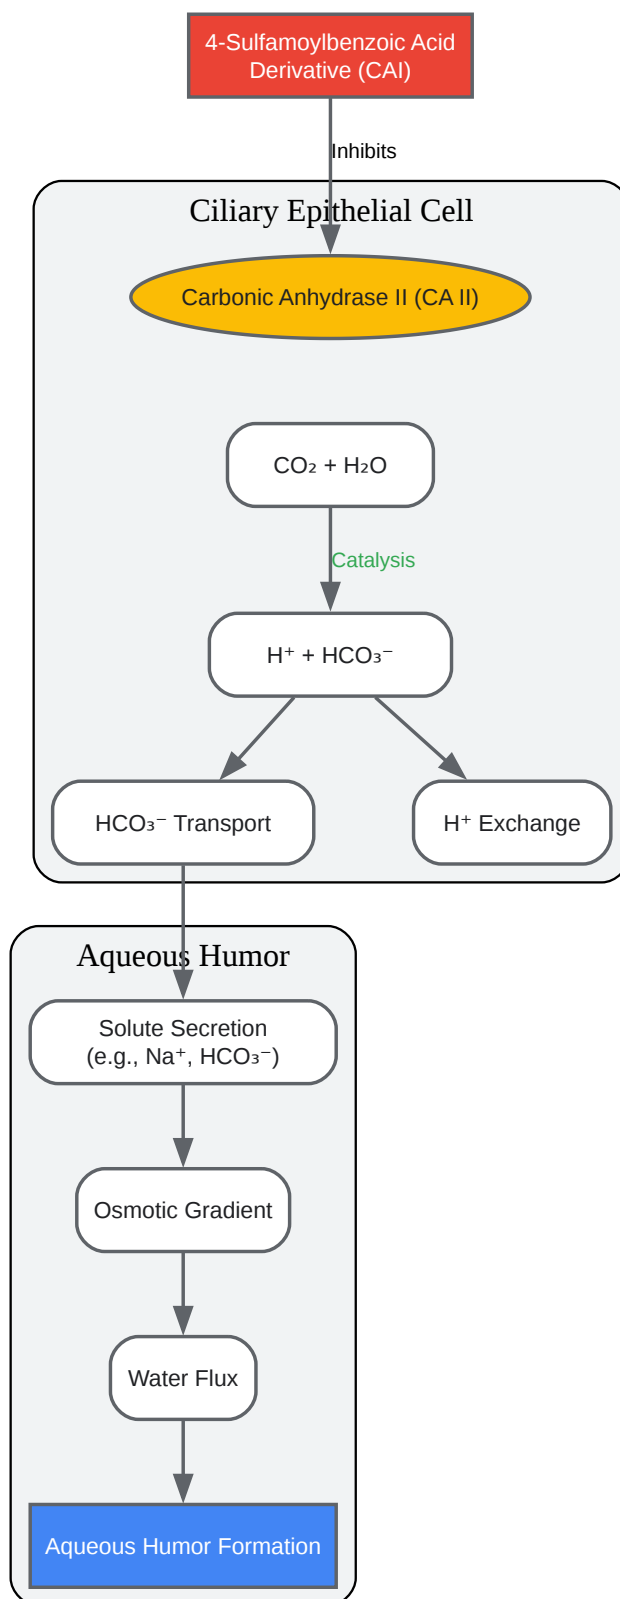 4-Sulfamoylbenzoic Acid
Derivative (CAI)
Inhibits
Ciliary Epithelial Cell
Carbonic Anhydrase II (CA II)
CO₂ + H₂O
Catalysis
H⁺ + HCO₃⁻
HCO₃⁻ Transport
H⁺ Exchange
Aqueous Humor
Solute Secretion
(e.g., Na⁺, HCO₃⁻)
Osmotic Gradient
Water Flux
Aqueous Humor Formation